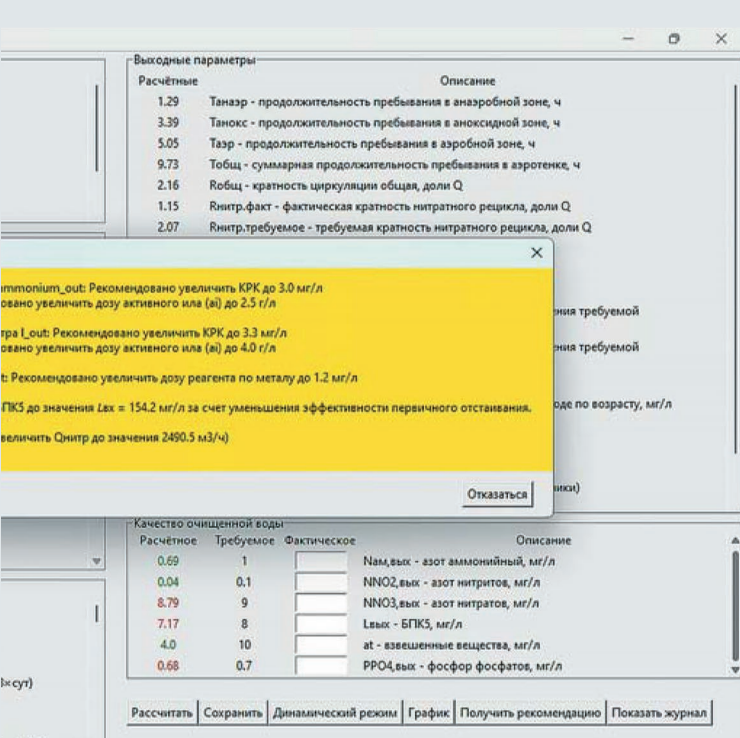 Выходные параметры
Расчётные Описание
1.29 Танаэр - продолжительность пребывания в анаэробной зоне, ч
3.39 Танокс - продолжительность пребывания в аноксидной зоне, ч
5.05 Таэр - продолжительность пребывания в аэробной зоне, ч
9.73 Тобщ - суммарная продолжительность пребывания в аэротенке, ч
2.16 Rобщ - кратность циркуляции общая, доли Q
1.15 Rнитр.факт - фактическая кратность нитратного рецикла, доли Q
2.07 Rнитр.требуемое - требуемая кратность нитратного рецикла, доли Q
ammonium_out: Рекомендовано увеличить КРК до 3.0 мг/л
овано увеличить дозу активного ила (ai) до 2.5 г/л
ния требуемой
тра l_out: Рекомендовано увеличить КРК до 3.3 мг/л
овано увеличить дозу активного ила (ai) до 4.0 г/л
ния требуемой
t: Рекомендовано увеличить дозу реагента по металу до 1.2 мг/л
ПК5 до значения Lвх = 154.2 мг/л за счет уменьшения эффективности первичного отстаивания.
оде по возрасту, мг/л
величить Qнитр до значения 2490.5 м3/ч)
Отказаться
ики)
Качество очищенной воды
Расчётное Требуемое Фактическое Описание
0.69 1 Nам,вых - азот аммонийный, мг/л
0.04 0.1 NNO2,вых - азот нитритов, мг/л
8.79 9 NNO3,вых - азот нитратов, мг/л
7.17 8 Lвых - БПК5, мг/л
4.0 10 at - взвешенные вещества, мг/л
0.68 0.7 PPO4,вых - фосфор фосфатов, мг/л
×сут)
Рассчитать Сохранить Динамический режим График Получить рекомендацию Показать журнал